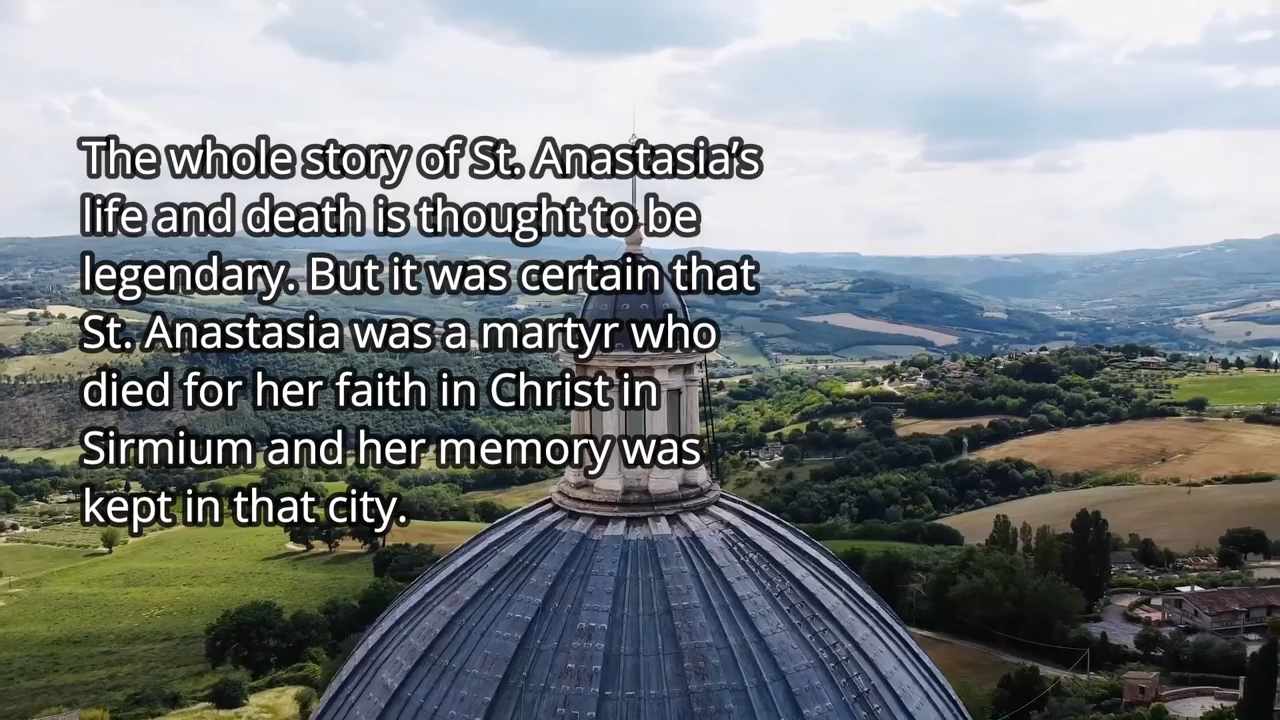 The whole story of St. Anastasia’s
life and death is thought to be
legendary. But it was certain that
St. Anastasia was a martyr who
died for her faith in Christ in
Sirmium and her memory was
kept in that city.